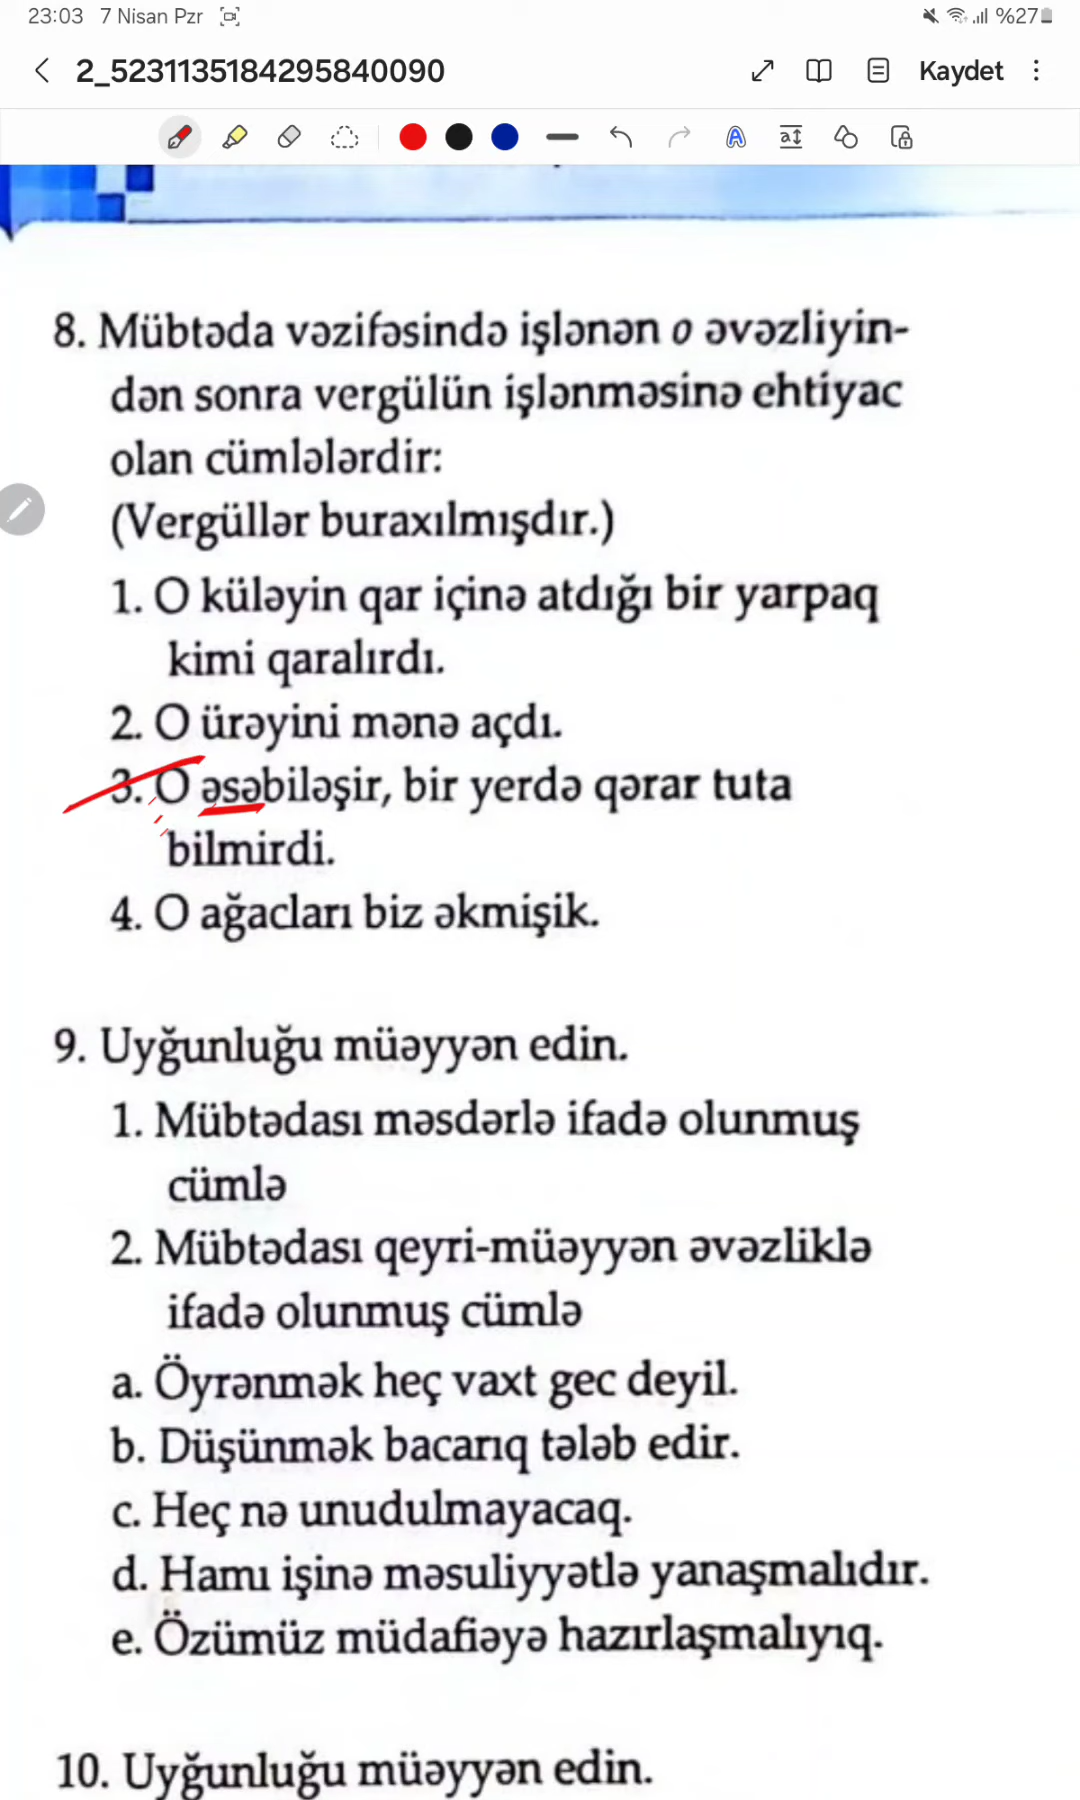 23:03 7 Nisan Pzr %27
2_5231135184295840090 Kaydet
8. Mübtəda vəzifəsində işlənən o əvəzliyin-
dən sonra vergülün işlənməsinə ehtiyac
olan cümlələrdir:
(Vergüllər buraxılmışdır.)
1. O küləyin qar içinə atdığı bir yarpaq
kimi qaralırdı.
2. O ürəyini mənə açdı.
3. O əsəbiləşir, bir yerdə qərar tuta
bilmirdi.
4. O ağacları biz əkmişik.
9. Uyğunluğu müəyyən edin.
1. Mübtədası məsdərlə ifadə olunmuş
cümlə
2. Mübtədası qeyri-müəyyən əvəzliklə
ifadə olunmuş cümlə
a. Öyrənmək heç vaxt gec deyil.
b. Düşünmək bacarıq tələb edir.
c. Heç nə unudulmayacaq.
d. Hamı işinə məsuliyyətlə yanaşmalıdır.
e. Özümüz müdafiəyə hazırlaşmalıyıq.
10. Uyğunluğu müəyyən edin.